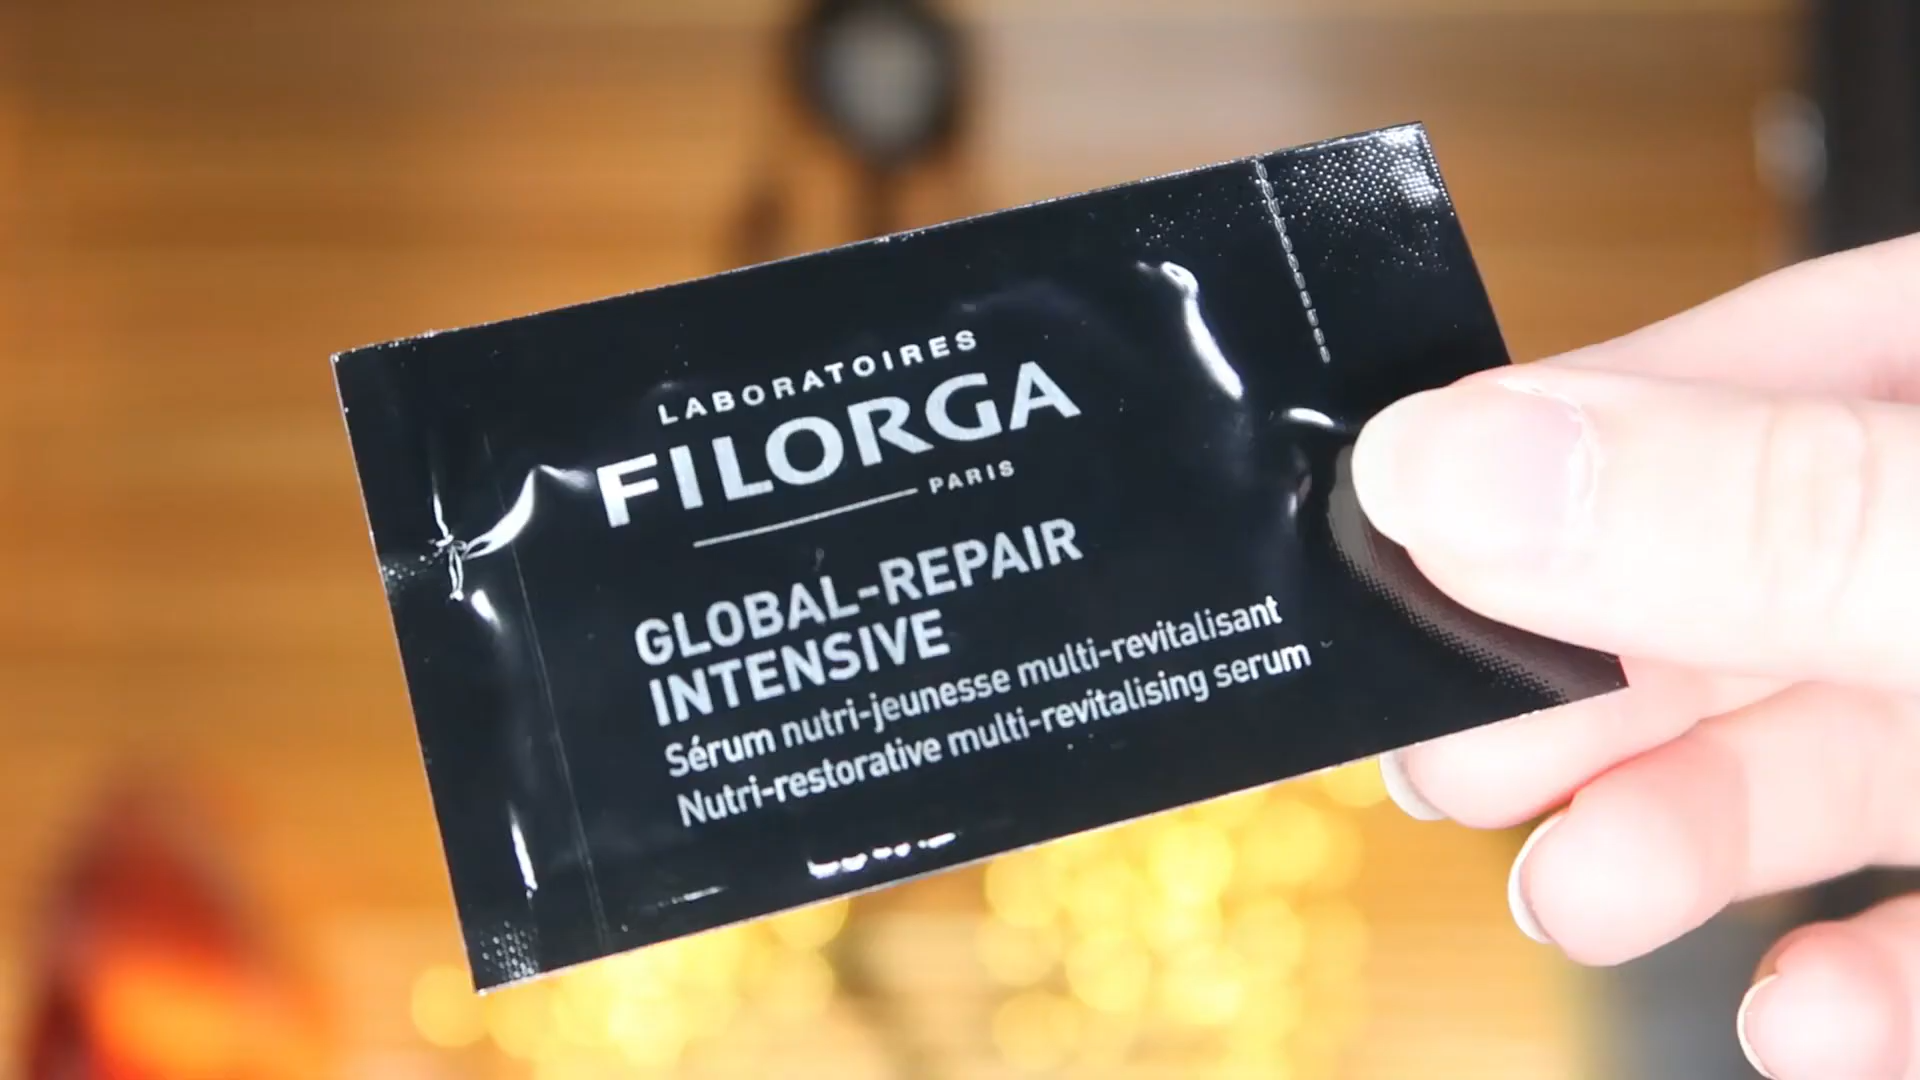 LABORATOIRES
FILORGA
PARIS
GLOBAL-REPAIR
INTENSIVE
Sérum nutri-jeunesse multi-revitalisant
Nutri-restorative multi-revitalising serum